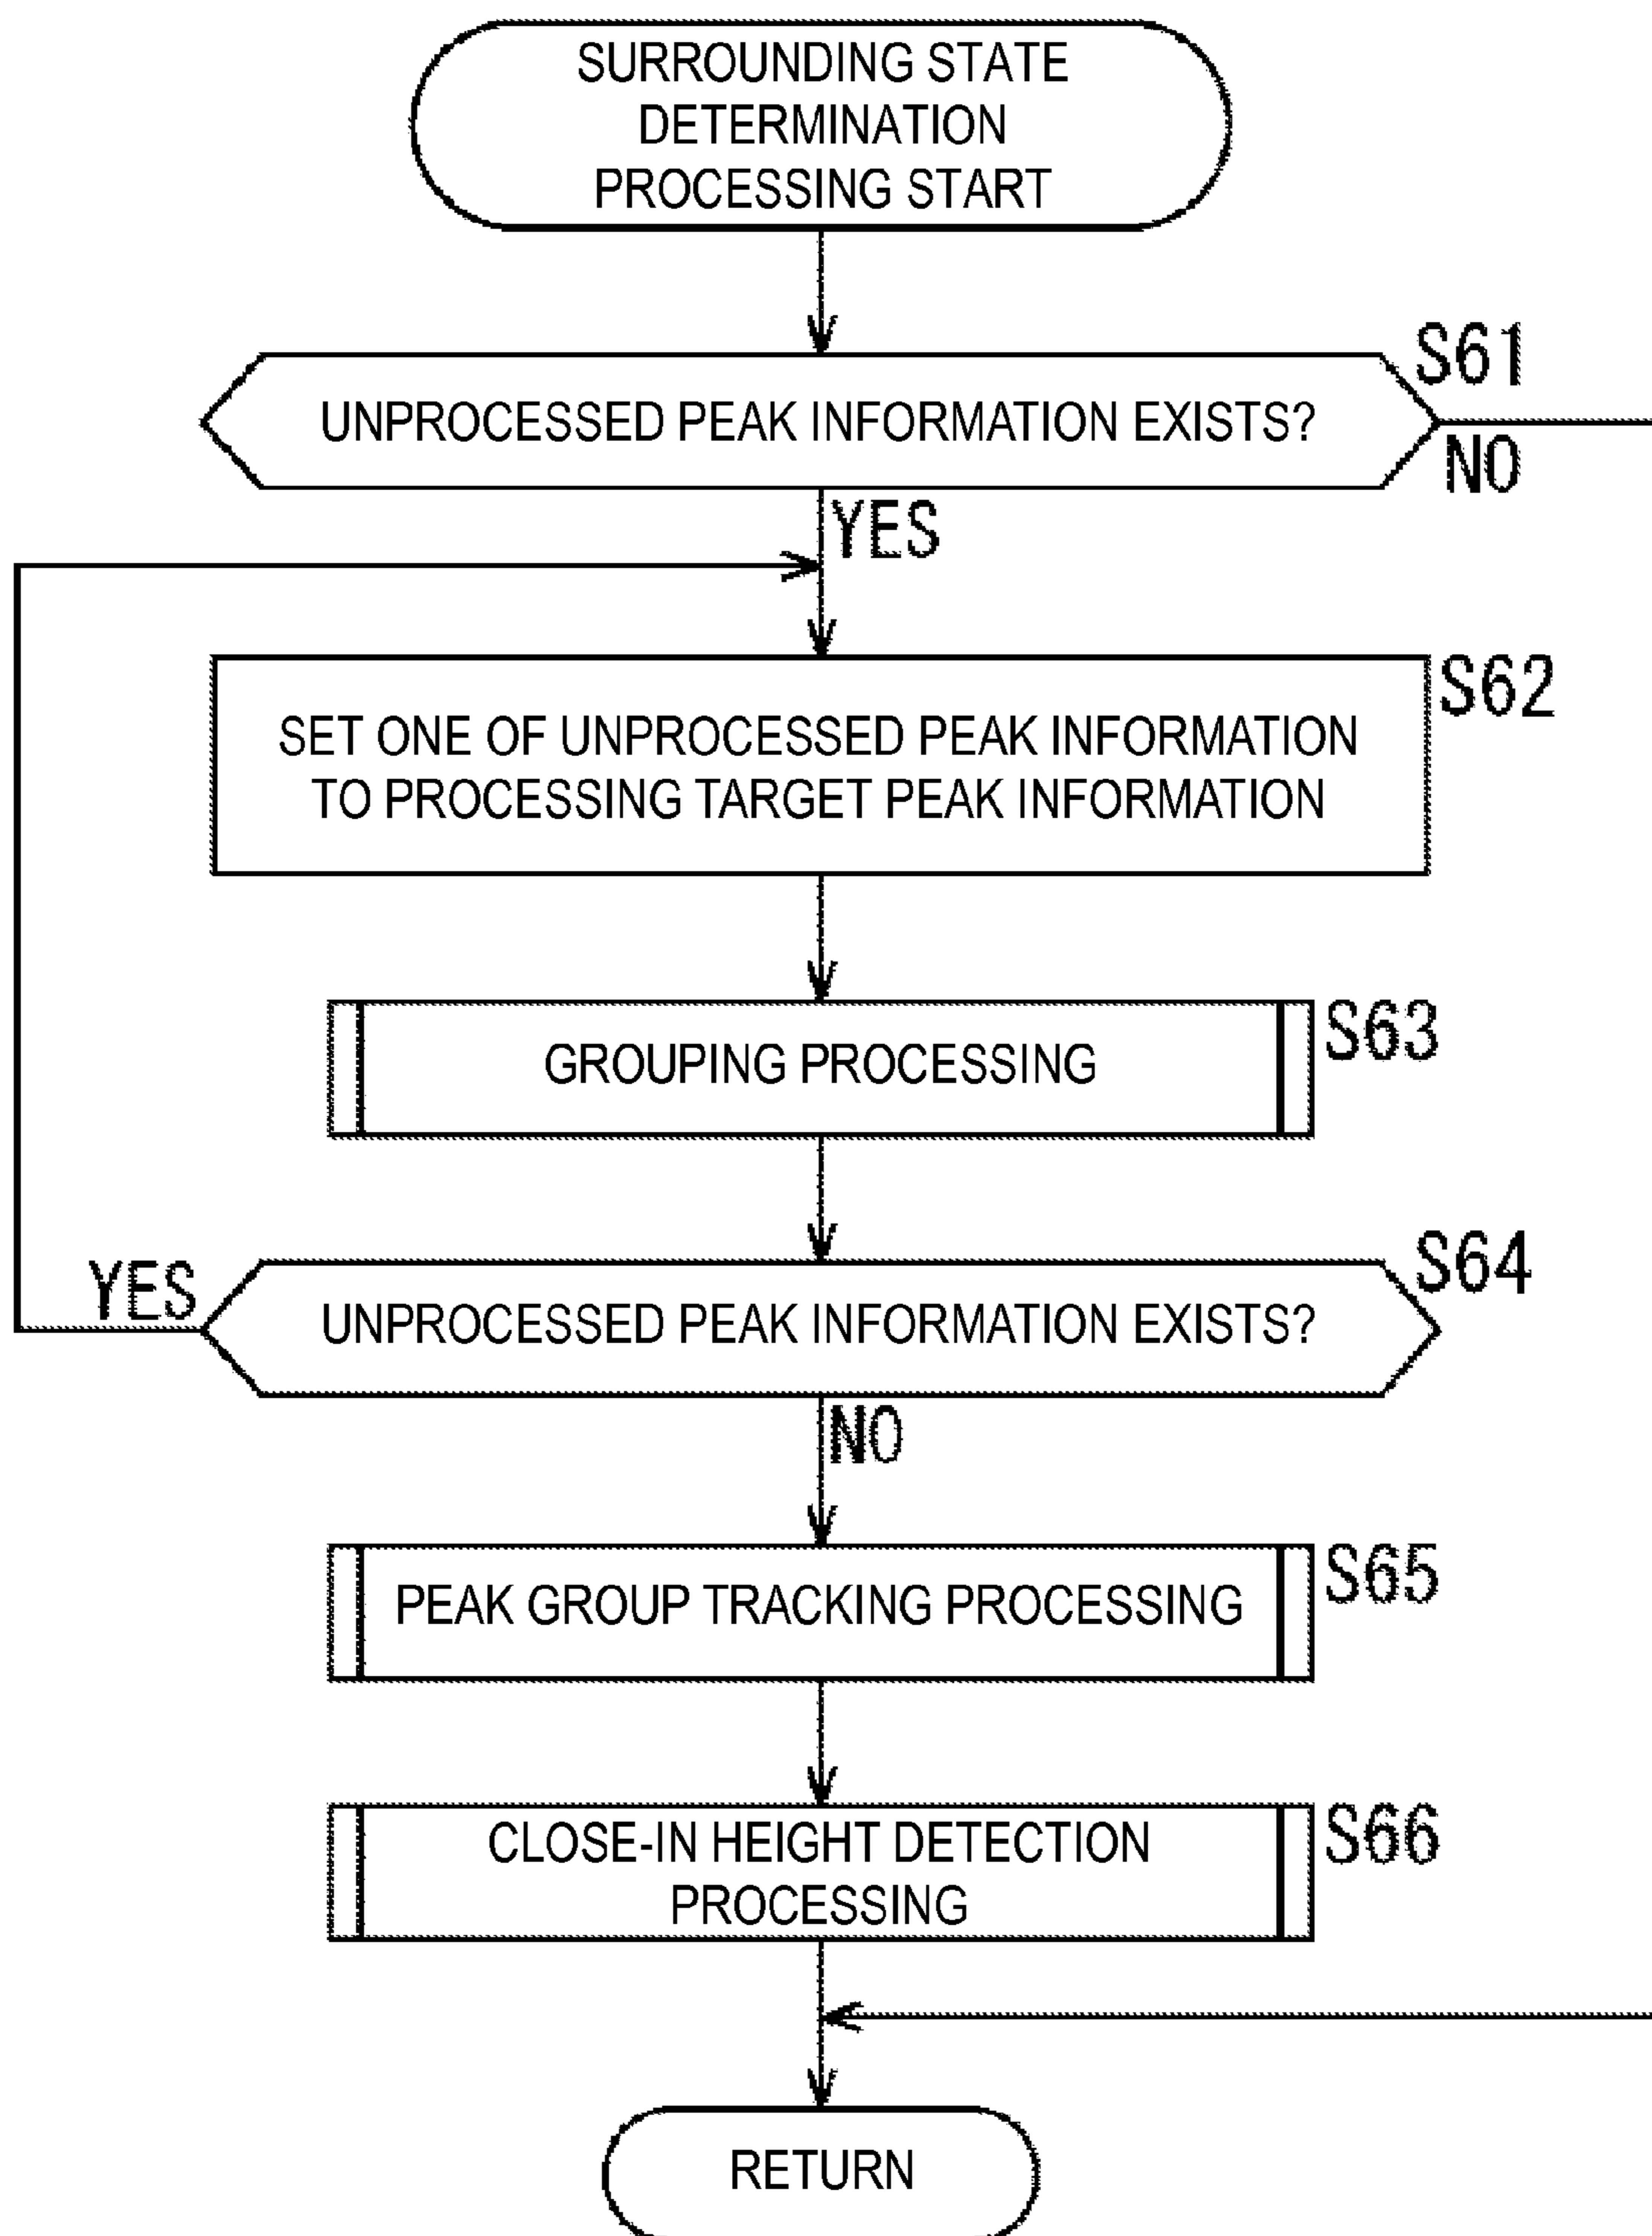 SURROUNDING STATE
DETERMINATION
PROCESSING START
S61
UNPROCESSED PEAK INFORMATION EXISTS?
NO
YES
S62
SET ONE OF UNPROCESSED PEAK INFORMATION
TO PROCESSING TARGET PEAK INFORMATION
S63
GROUPING PROCESSING
S64
YES
UNPROCESSED PEAK INFORMATION EXISTS?
NO
S65
PEAK GROUP TRACKING PROCESSING
S66
CLOSE-IN HEIGHT DETECTION
PROCESSING
RETURN